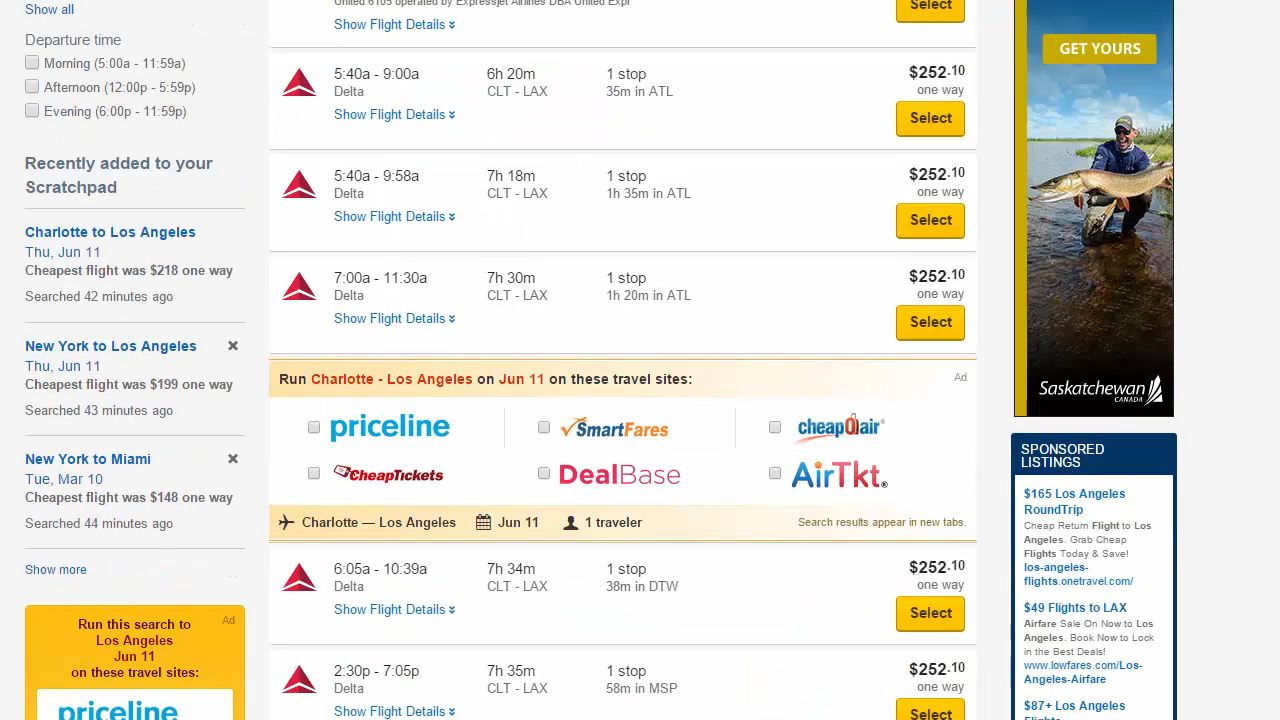 Show all
Departure time
Morning (5:00a - 11:59a)
Afternoon (12:00p - 5:59p)
Evening (6:00p - 11:59p)
Recently added to your
Scratchpad
Charlotte to Los Angeles
Thu, Jun 11
Cheapest flight was $218 one way
Searched 42 minutes ago
New York to Los Angeles
Thu, Jun 11
Cheapest flight was $199 one way
Searched 43 minutes ago
New York to Miami
Tue, Mar 10
Cheapest flight was $148 one way
Searched 44 minutes ago
Show more
Ad
Run this search to
Los Angeles
Jun 11
on these travel sites:
priceline
United 6105 operated by Expressjet Airlines DBA United Expr
Show Flight Details
Select
5:40a - 9:00a 6h 20m 1 stop $252.10
Delta CLT - LAX 35m in ATL one way
Show Flight Details Select
5:40a - 9:58a 7h 18m 1 stop $252.10
Delta CLT - LAX 1h 35m in ATL one way
Show Flight Details Select
7:00a - 11:30a 7h 30m 1 stop $252.10
Delta CLT - LAX 1h 20m in ATL one way
Show Flight Details Select
Run Charlotte - Los Angeles on Jun 11 on these travel sites: Ad
priceline SmartFares cheapOair
CheapTickets DealBase AirTkt
Charlotte — Los Angeles Jun 11 1 traveler Search results appear in new tabs.
6:05a - 10:39a 7h 34m 1 stop $252.10
Delta CLT - LAX 38m in DTW one way
Show Flight Details Select
2:30p - 7:05p 7h 35m 1 stop $252.10
Delta CLT - LAX 58m in MSP one way
Show Flight Details Select
GET YOURS
Saskatchewan
CANADA
SPONSORED
LISTINGS
$165 Los Angeles
RoundTrip
Cheap Return Flight to Los
Angeles. Grab Cheap
Flights Today & Save!
los-angeles-
flights.onetravel.com/
$49 Flights to LAX
Airfare Sale On Now to Los
Angeles. Book Now to Lock
in the Best Deals!
www.lowfares.com/Los-
Angeles-Airfare
$87+ Los Angeles
Flights